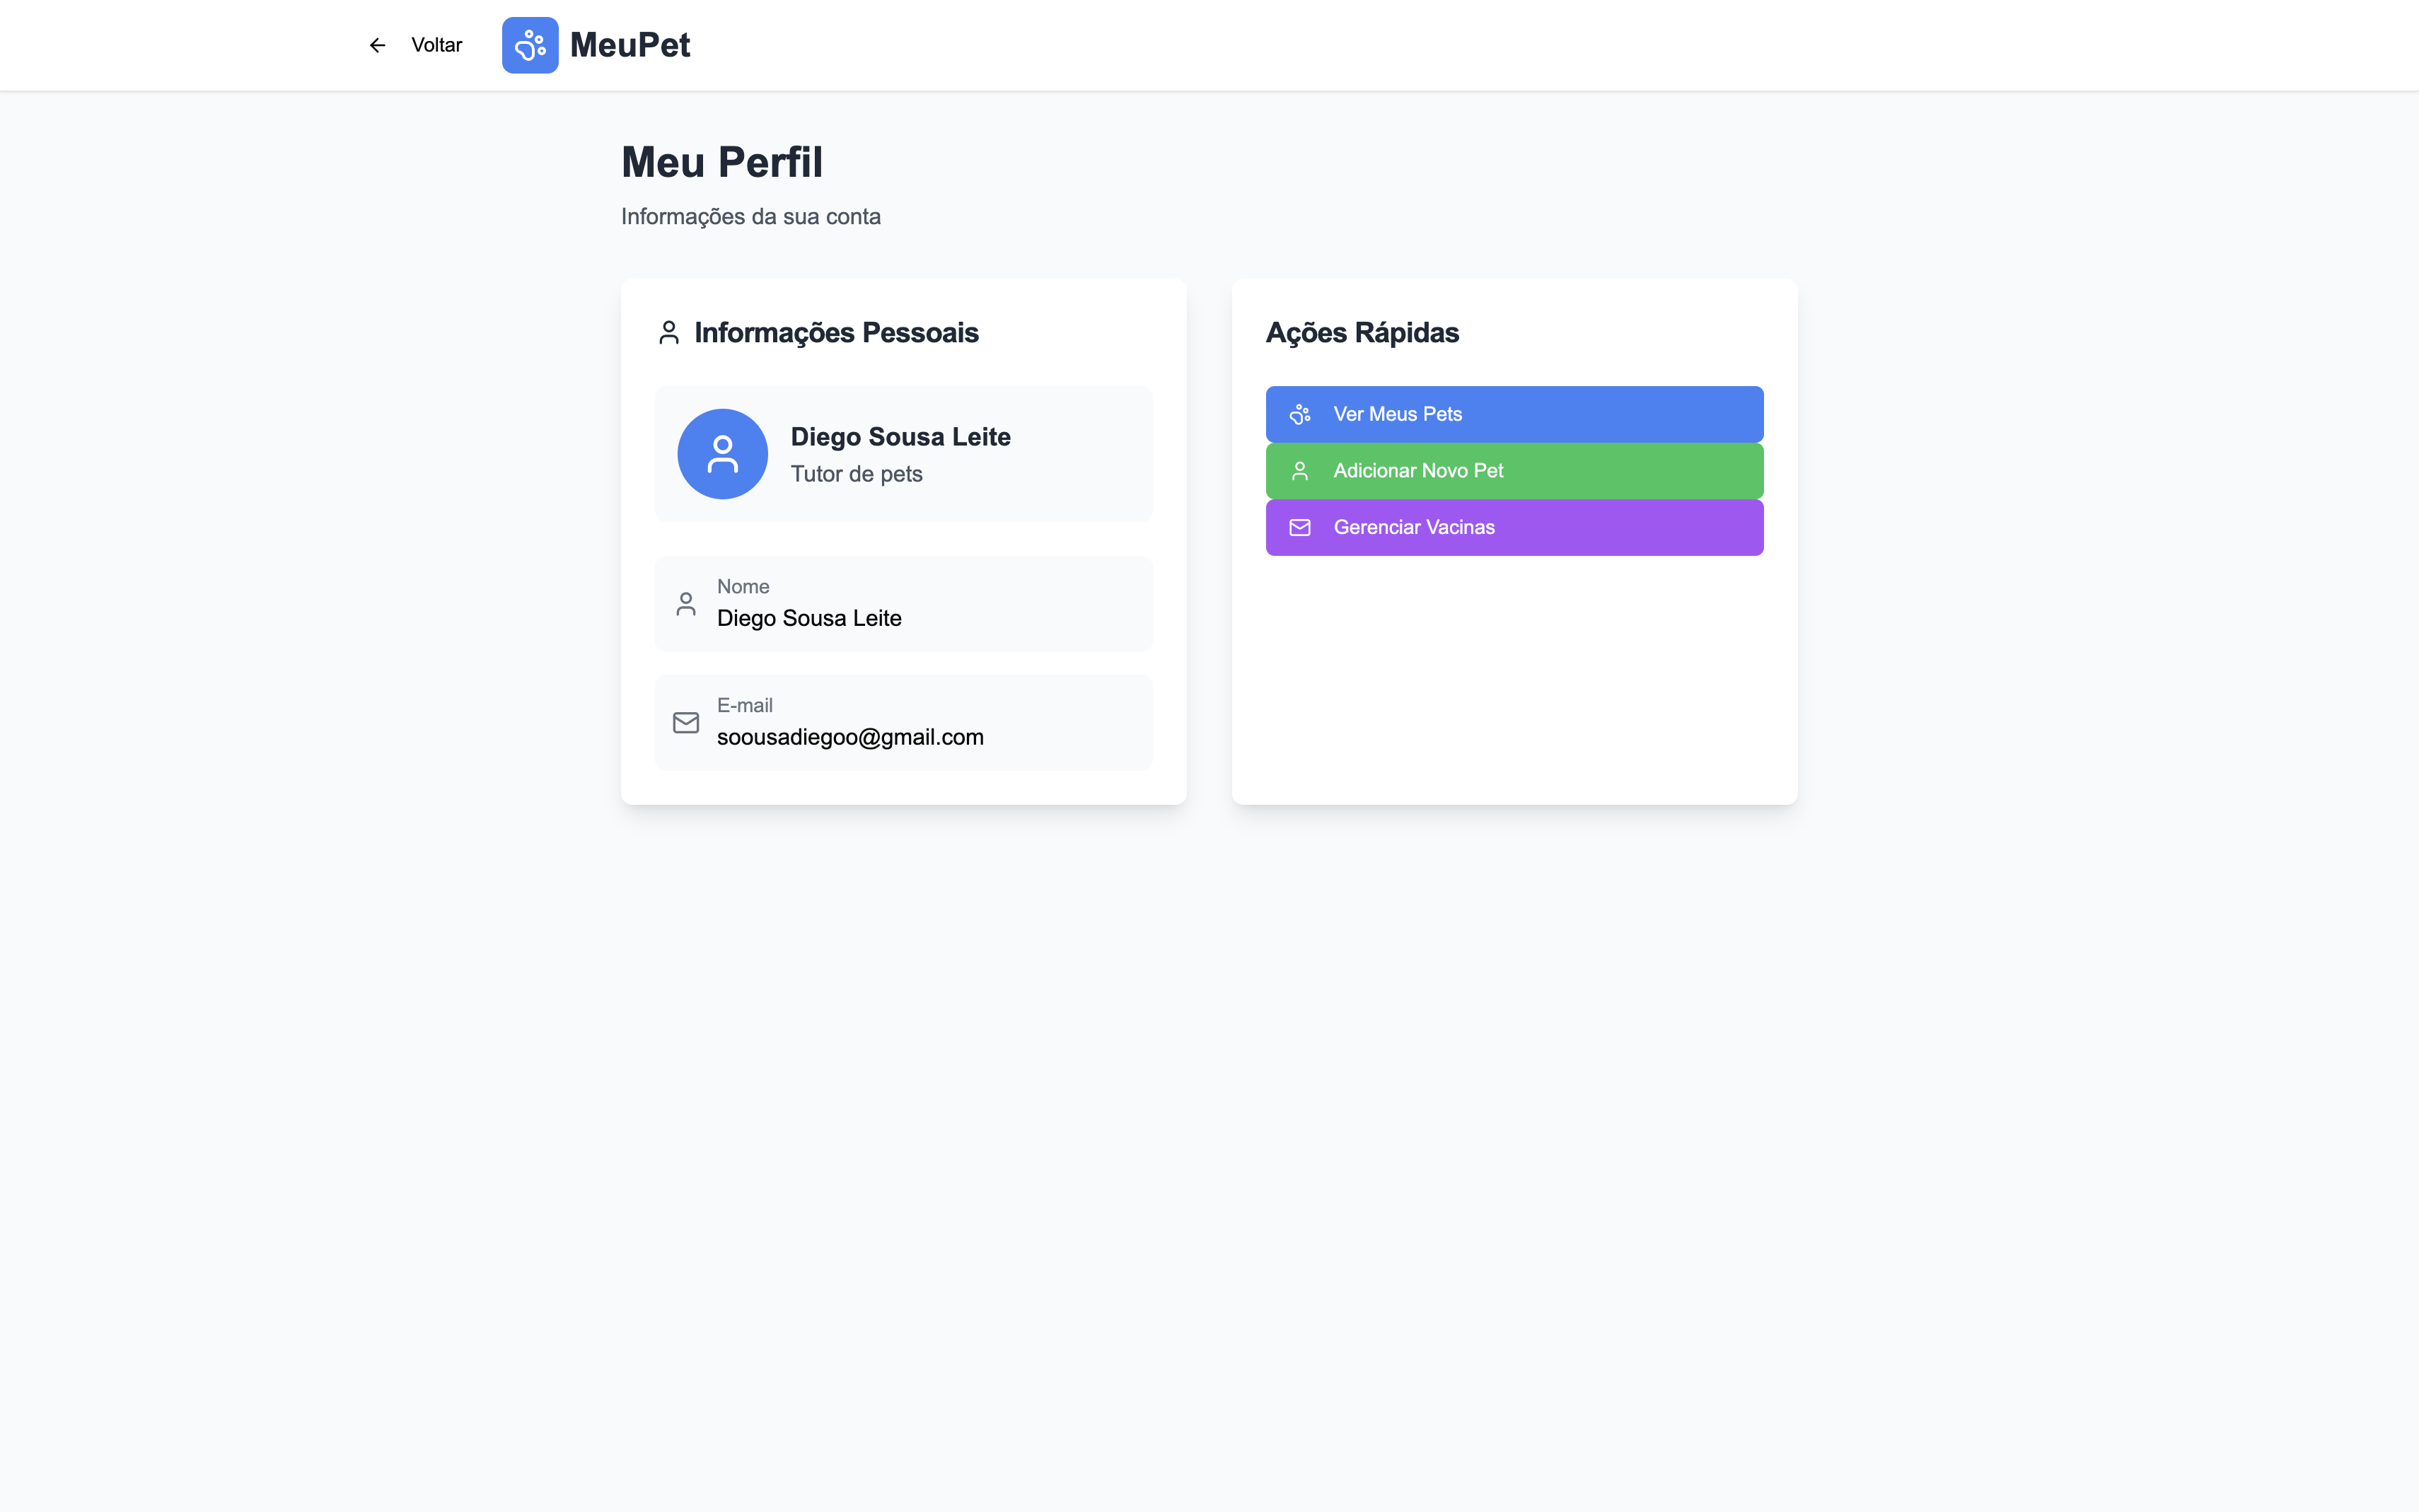 Voltar
MeuPet
Meu Perfil
Informações da sua conta
Informações Pessoais
Diego Sousa Leite
Tutor de pets
Nome
Diego Sousa Leite
E-mail
soousadiegoo@gmail.com
Ações Rápidas
Ver Meus Pets
Adicionar Novo Pet
Gerenciar Vacinas